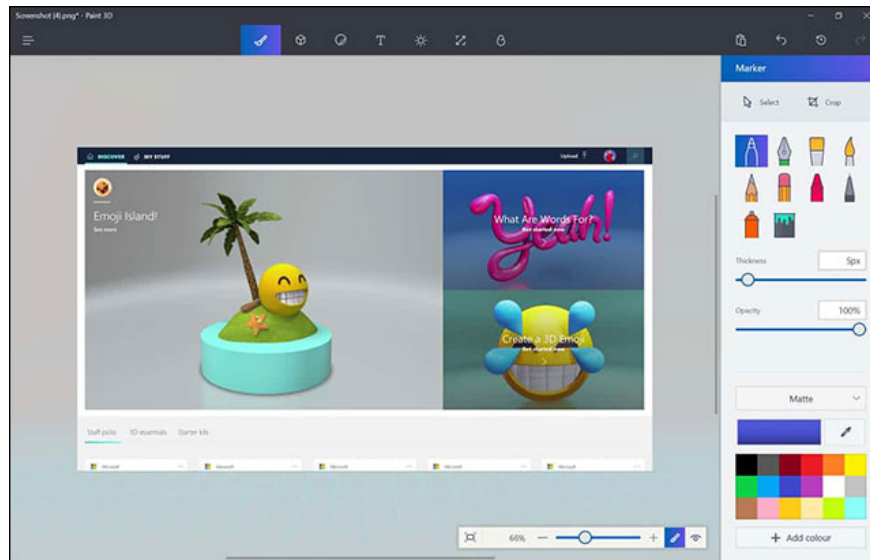 Screenshot (4).png* - Paint 3D
T
Marker
Select
Crop
DISCOVER
MY STUFF
Upload
Emoji Island!
See more
What Are Words For?
Get started now
Yeah!
Create a 3D Emoji
Get started now
Thickness
5px
Opacity
100%
Matte
Staff picks
3D essentials
Starter kits
Microsoft
Microsoft
Microsoft
Microsoft
Microsoft
66%
+ Add colour